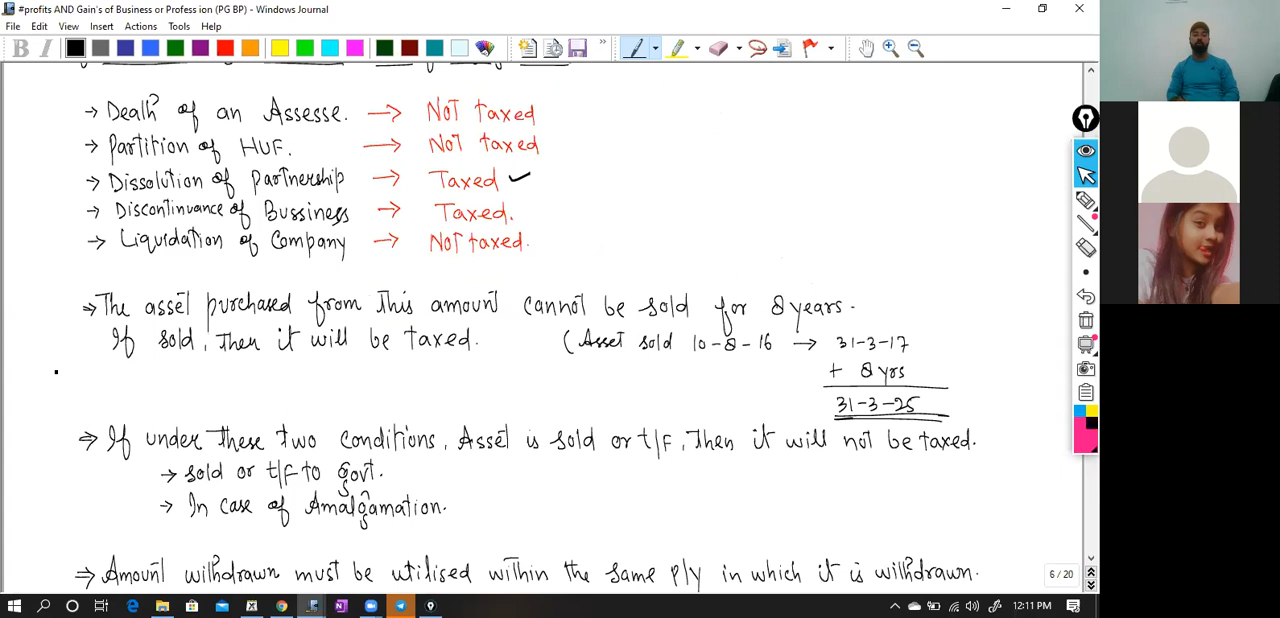 #profits AND Gain's of Business or Profess ion (PG BP) - Windows Journal
File Edit View Insert Actions Tools Help
B I
→ Death of an Assesse. → Not taxed
→ Partition of HUF. → Not taxed
→ Dissolution of partnership → Taxed ✓
→ Discontinvance of Bussiness → Taxed.
→ Liquidation of Company → Not taxed.
⇒ The asset purchased from this amount cannot be sold for 8 years.
If sold, then it will be taxed. (Asset sold 10-8-16 → 31-3-17
+ 8 yrs
31-3-25
⇒ If under these two conditions, Asset is sold or t/f, then it will not be taxed.
→ sold or t/f to govt.
→ In case of Amalgamation.
⇒ Amount withdrawn must be utilised within the same ply in which it is withdrawn.
6 / 20
12:11 PM